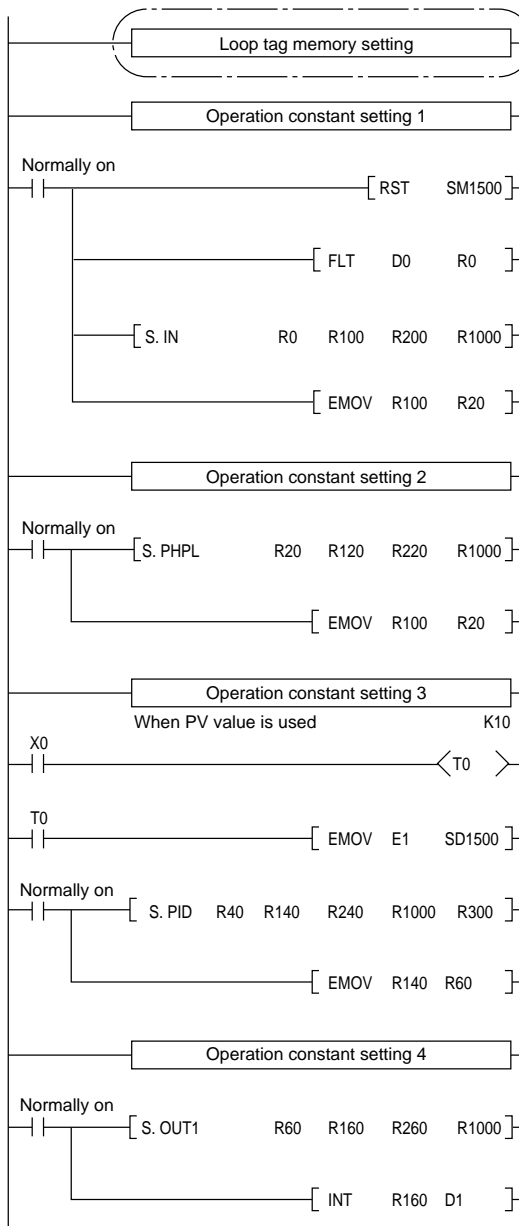 Loop tag memory setting
Operation constant setting 1
Normally on
RST SM1500
FLT D0 R0
S. IN R0 R100 R200 R1000
EMOV R100 R20
Operation constant setting 2
Normally on
S. PHPL R20 R120 R220 R1000
EMOV R100 R20
Operation constant setting 3
When PV value is used K10
X0
T0
T0
EMOV E1 SD1500
Normally on
S. PID R40 R140 R240 R1000 R300
EMOV R140 R60
Operation constant setting 4
Normally on
S. OUT1 R60 R160 R260 R1000
INT R160 D1